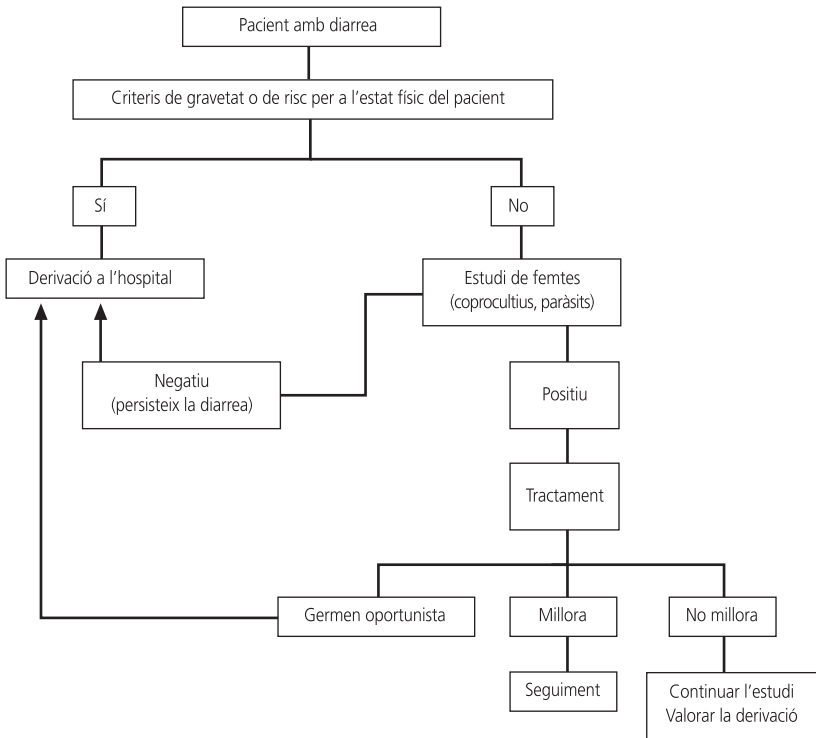 Pacient amb diarrea
Criteris de gravetat o de risc per a l'estat físic del pacient
Sí
No
Derivació a l'hospital
Estudi de femtes
(coprocultius, paràsits)
Negatiu
(persisteix la diarrea)
Positiu
Tractament
Germen oportunista
Millora
No millora
Seguiment
Continuar l'estudi
Valorar la derivació